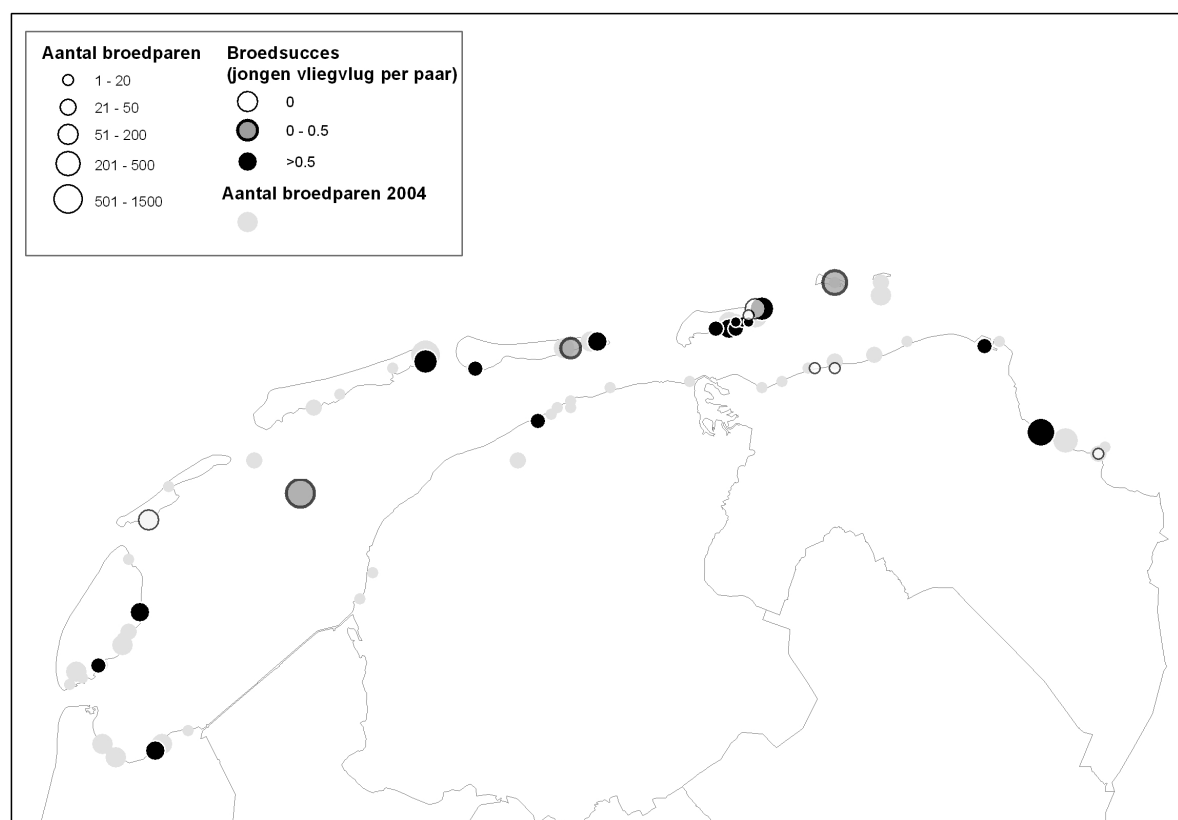 Aantal broedparen
1 - 20
21 - 50
51 - 200
201 - 500
501 - 1500
Broedsucces
(jongen vliegvlug per paar)
0
0 - 0.5
>0.5
Aantal broedparen 2004